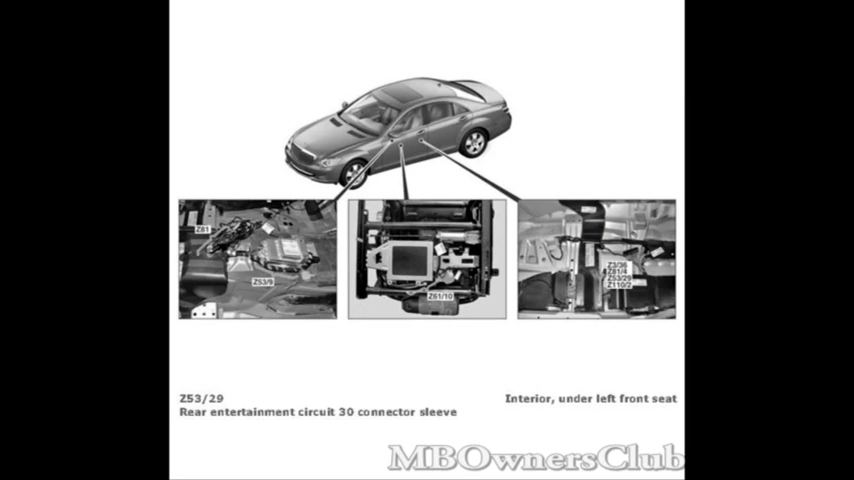 Z81
Z53/9
Z61/10
Z3/36
Z81/4
Z53/29
Z110/2
Z53/29
Rear entertainment circuit 30 connector sleeve
Interior, under left front seat
MBOwnersClub